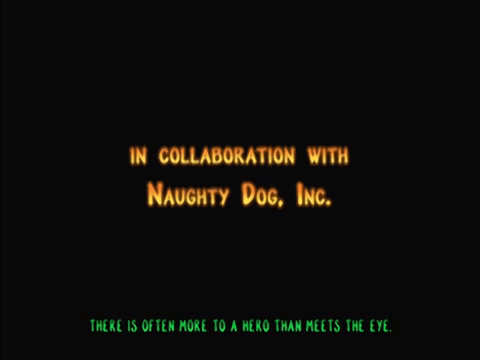 IN COLLABORATION WITH
NAUGHTY DOG, INC.
THERE IS OFTEN MORE TO A HERO THAN MEETS THE EYE.